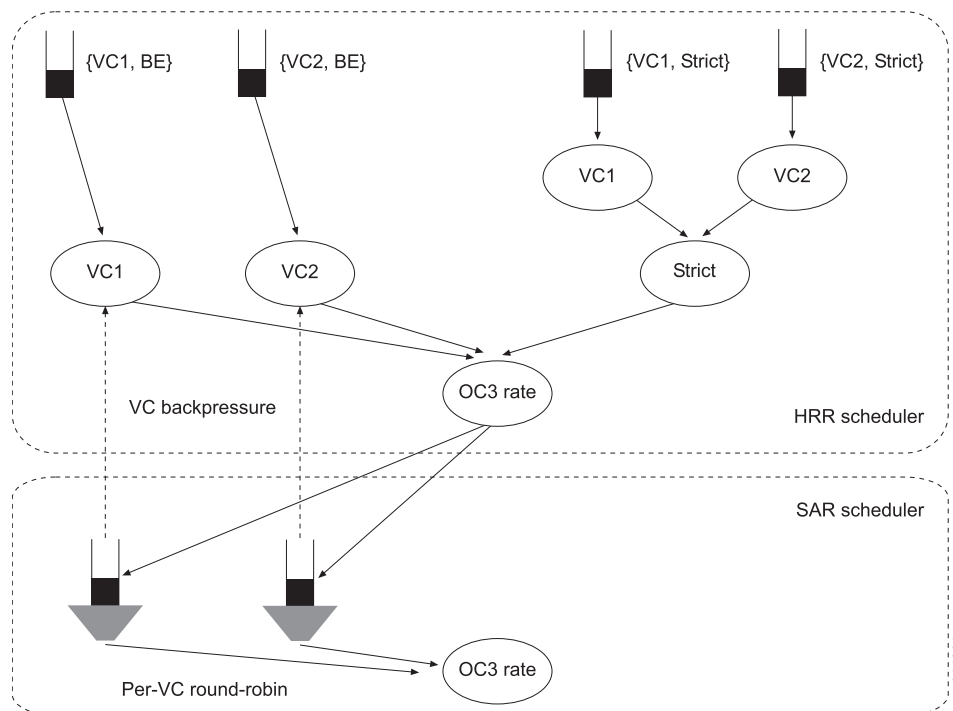 {VC1, BE}
{VC2, BE}
{VC1, Strict}
{VC2, Strict}
VC1
VC2
VC1
VC2
Strict
OC3 rate
VC backpressure
HRR scheduler
SAR scheduler
OC3 rate
Per-VC round-robin